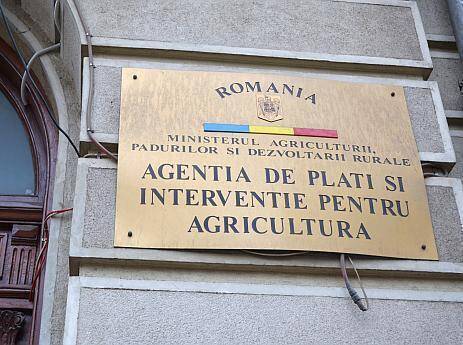 ROMANIA
MINISTERUL AGRICULTURII,
PADURILOR SI DEZVOLTARII RURALE
AGENTIA DE PLATI SI
INTERVENTIE PENTRU
AGRICULTURA